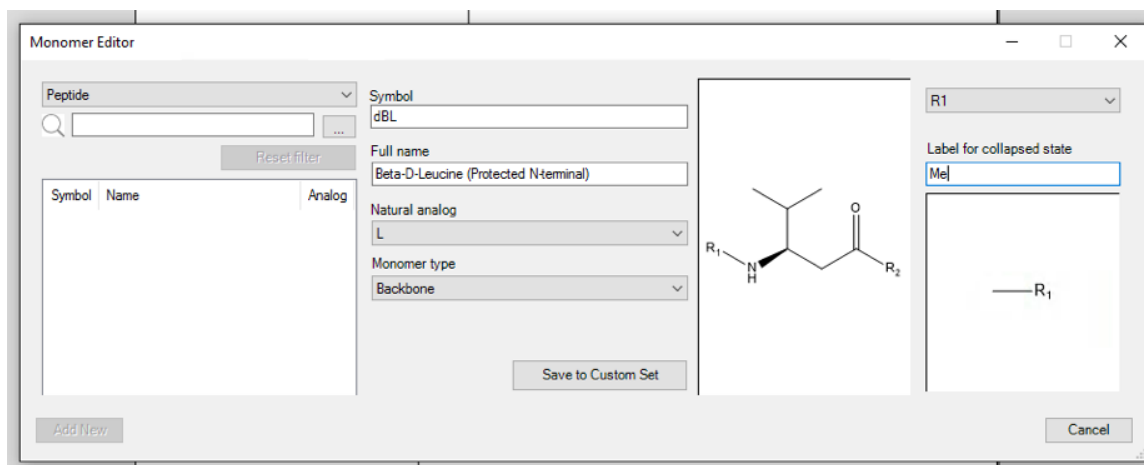 Monomer Editor
Peptide
...
Reset filter
Symbol Name Analog
Add New
Symbol
dBL
Full name
Beta-D-Leucine (Protected N-terminal)
Natural analog
L
Monomer type
Backbone
Save to Custom Set
O
R1
N
H
R2
R1
Label for collapsed state
Me
R1
Cancel